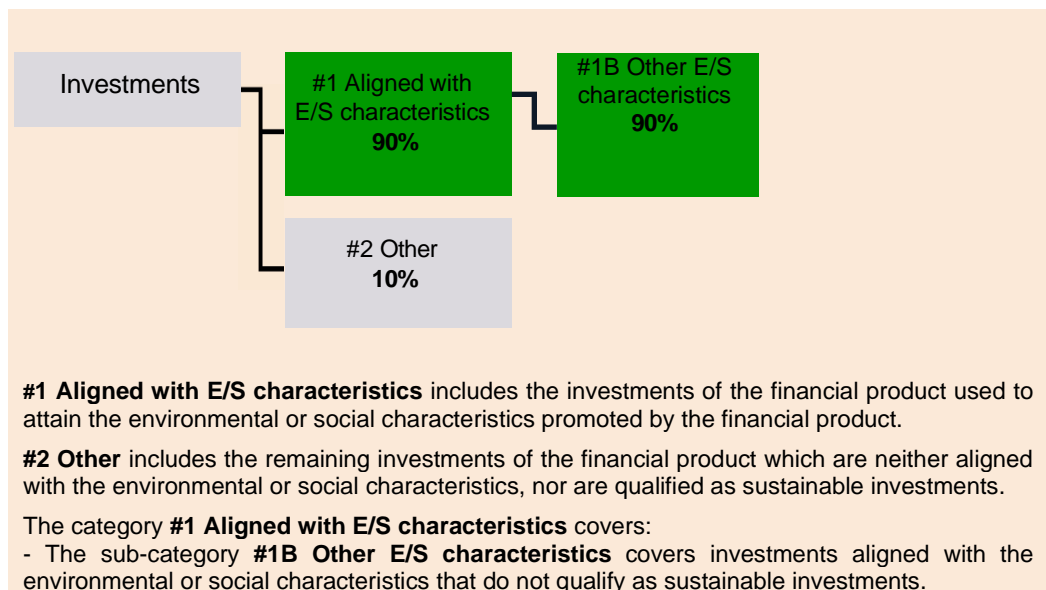 Investments
#1 Aligned with
E/S characteristics
90%
#1B Other E/S
characteristics
90%
#2 Other
10%
#1 Aligned with E/S characteristics includes the investments of the financial product used to
attain the environmental or social characteristics promoted by the financial product.
#2 Other includes the remaining investments of the financial product which are neither aligned
with the environmental or social characteristics, nor are qualified as sustainable investments.
The category #1 Aligned with E/S characteristics covers:
- The sub-category #1B Other E/S characteristics covers investments aligned with the
environmental or social characteristics that do not qualify as sustainable investments.